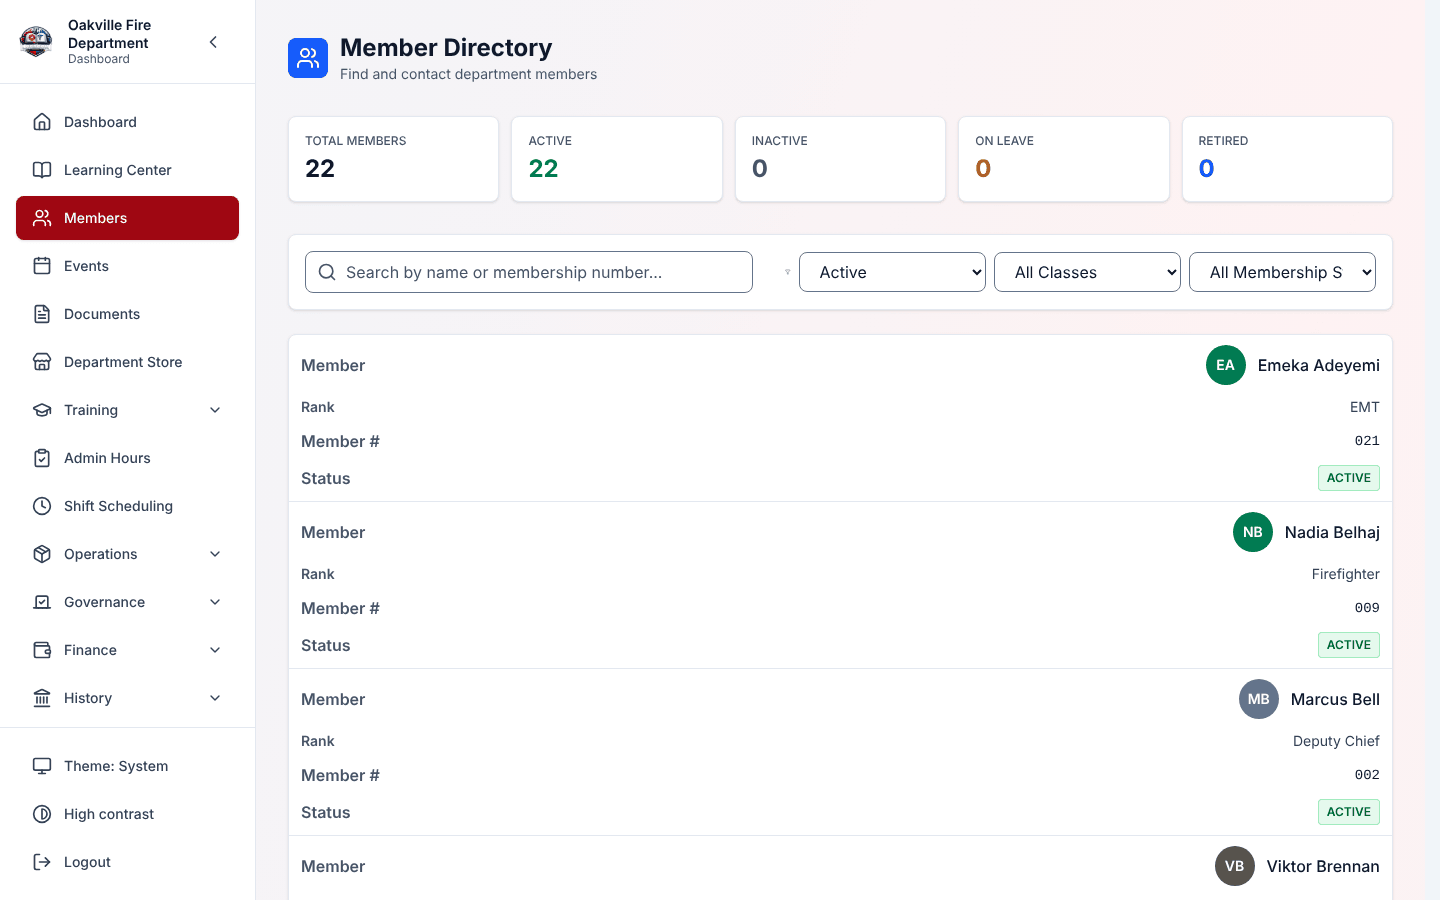 Oakville Fire
Department
Dashboard
Dashboard
Learning Center
Members
Events
Documents
Department Store
Training
Admin Hours
Shift Scheduling
Operations
Governance
Finance
History
Theme: System
High contrast
Logout
Member Directory
Find and contact department members
TOTAL MEMBERS
22
ACTIVE
22
INACTIVE
0
ON LEAVE
0
RETIRED
0
Search by name or membership number...
Active
All Classes
All Membership S
Member
EA Emeka Adeyemi
Rank
EMT
Member #
021
Status
ACTIVE
Member
NB Nadia Belhaj
Rank
Firefighter
Member #
009
Status
ACTIVE
Member
MB Marcus Bell
Rank
Deputy Chief
Member #
002
Status
ACTIVE
Member
VB Viktor Brennan